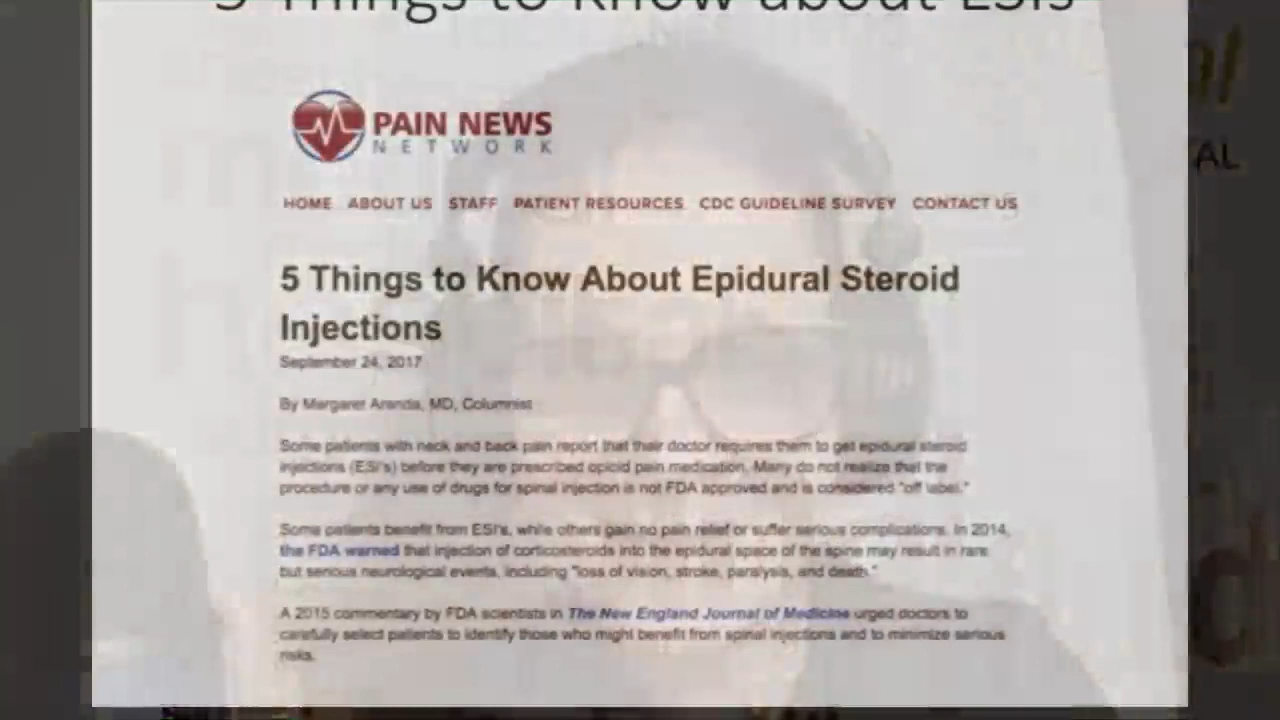 5 Things to Know about ESIs
PAIN NEWS
NETWORK
AL
HOME ABOUT US STAFF PATIENT RESOURCES CDC GUIDELINE SURVEY CONTACT US
5 Things to Know About Epidural Steroid
Injections
September 24, 2017
By Margaret Aranda, MD, Columnist
Some patients with neck and back pain report that their doctor requires them to get epidural steroid
injections (ESI's) before they are prescribed opioid pain medication. Many do not realize that the
procedure or any use of drugs for spinal injection is not FDA approved and is considered "off label."
Some patients benefit from ESI's, while others gain no pain relief or suffer serious complications. In 2014,
the FDA warned that injection of corticosteroids into the epidural space of the spine may result in rare
but serious neurological events, including "loss of vision, stroke, paralysis, and death."
A 2015 commentary by FDA scientists in The New England Journal of Medicine urged doctors to
carefully select patients to identify those who might benefit from spinal injections and to minimize serious
risks.